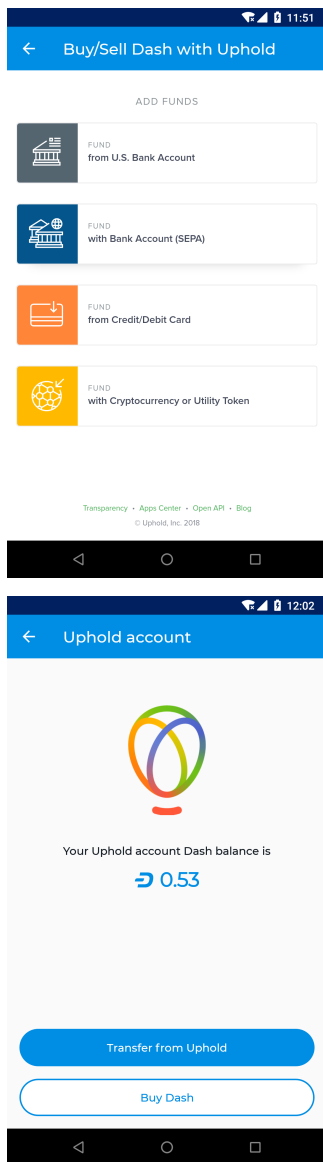 11:51
Buy/Sell Dash with Uphold
ADD FUNDS
FUND
from U.S. Bank Account
FUND
with Bank Account (SEPA)
FUND
from Credit/Debit Card
FUND
with Cryptocurrency or Utility Token
Transparency • Apps Center • Open API • Blog
© Uphold, Inc. 2018
12:02
Uphold account
Your Uphold account Dash balance is
0.53
Transfer from Uphold
Buy Dash